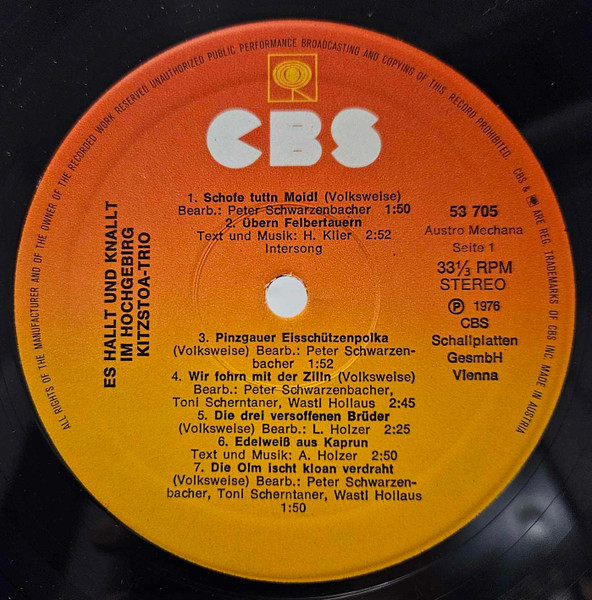 ALL RIGHTS OF THE MANUFACTURER AND OF THE OWNER OF THE RECORDED WORK RESERVED UNAUTHORIZED PUBLIC PERFORMANCE BROADCASTING AND COPYING OF THIS RECORD PROHIBITED. CBS & ARE REG. TRADEMARKS OF CBS INC. MADE IN AUSTRIA
CBS
1. Schofe tuttn Moidl (Volksweise)
Bearb.: Peter Schwarzenbacher 1:50
2. Übern Felbertauern
Text und Musik: H. Klier 2:52
Intersong
53 705
Austro Mechana
Seite 1
33⅓ RPM
STEREO
Ⓟ 1976
CBS
Schallplatten
GesmbH
Vienna
ES HALLT UND KNALLT
IM HOCHGEBIRG
KITZSTOA-TRIO
3. Pinzgauer Eisschützenpolka
(Volksweise) Bearb.: Peter Schwarzen-
bacher 1:52
4. Wir fohrn mit der Zilln (Volksweise)
Bearb.: Peter Schwarzenbacher,
Toni Scherntaner, Wastl Hollaus 2:45
5. Die drei versoffenen Brüder
(Volksweise) Bearb.: L. Holzer 2:25
6. Edelweiß aus Kaprun
Text und Musik: A. Holzer 2:50
7. Die Olm ischt kloan verdraht
(Volksweise) Bearb.: Peter Schwarzen-
bacher, Toni Scherntaner, Wastl Hollaus
1:50